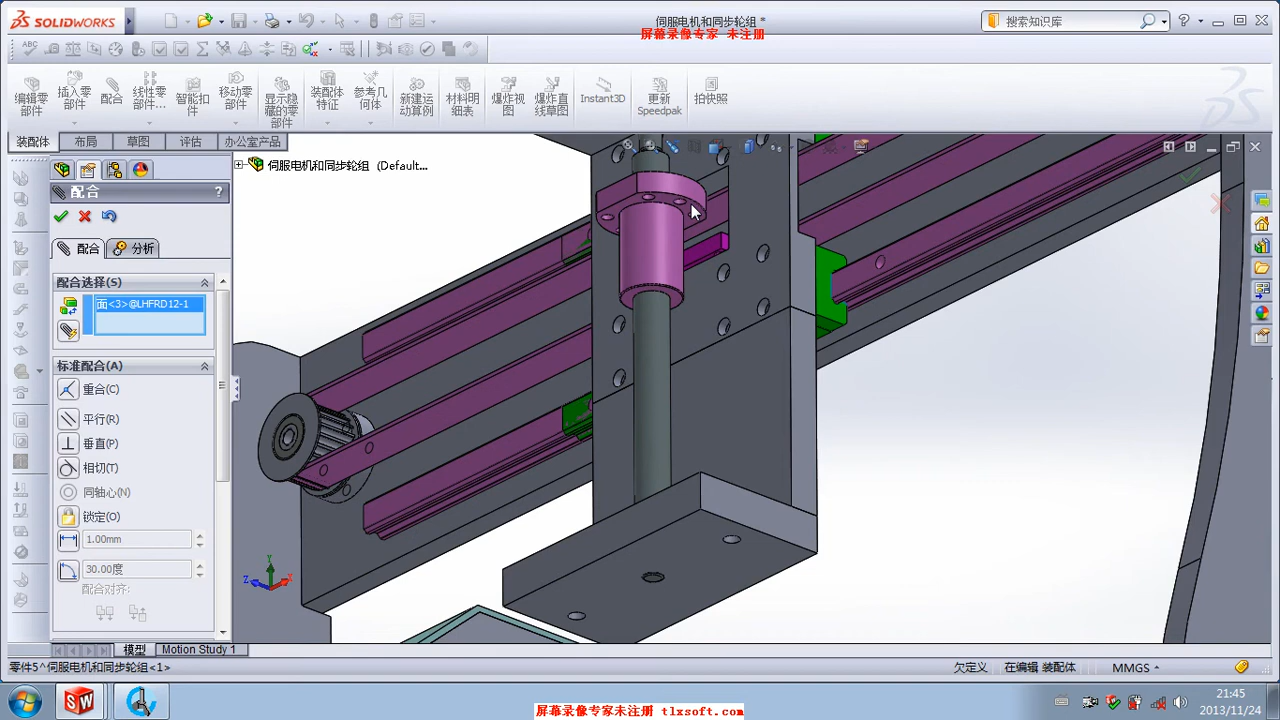 SOLIDWORKS
伺服电机和同步轮组 *
屏幕录像专家 未注册
搜索知识库
编辑零部件
插入零部件
配合
线性零部件...
智能扣件
移动零部件
显示隐藏的零部件
装配体特征
参考几何体
新建运动算例
材料明细表
爆炸视图
爆炸直线草图
Instant3D
更新Speedpak
拍快照
装配体 布局 草图 评估 办公室产品
伺服电机和同步轮组 (Default...
配合 ?
配合 分析
配合选择(S)
面<3>@LHFRD12-1
标准配合(A)
重合(C)
平行(R)
垂直(P)
相切(T)
同轴心(N)
锁定(O)
1.00mm
30.00度
配合对齐:
Y
Z X
模型 Motion Study 1
零件5^伺服电机和同步轮组<1> 欠定义 在编辑 装配体 MMGS
21:45
2013/11/24
屏幕录像专家未注册 tlxsoft.com